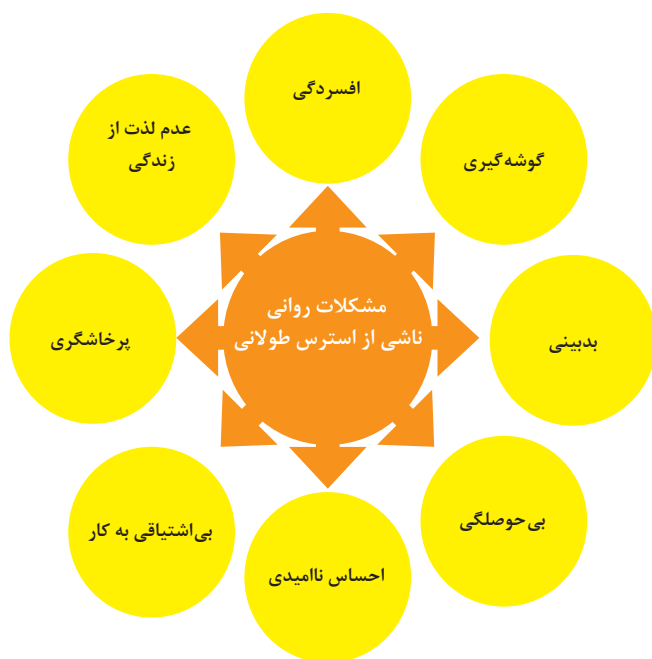 مشکلات روانی
ناشی از استرس طولانی
افسردگی
گوشه‌گیری
بدبینی
بی‌حوصلگی
احساس ناامیدی
بی‌اشتیاقی به کار
پرخاشگری
عدم لذت از
زندگی